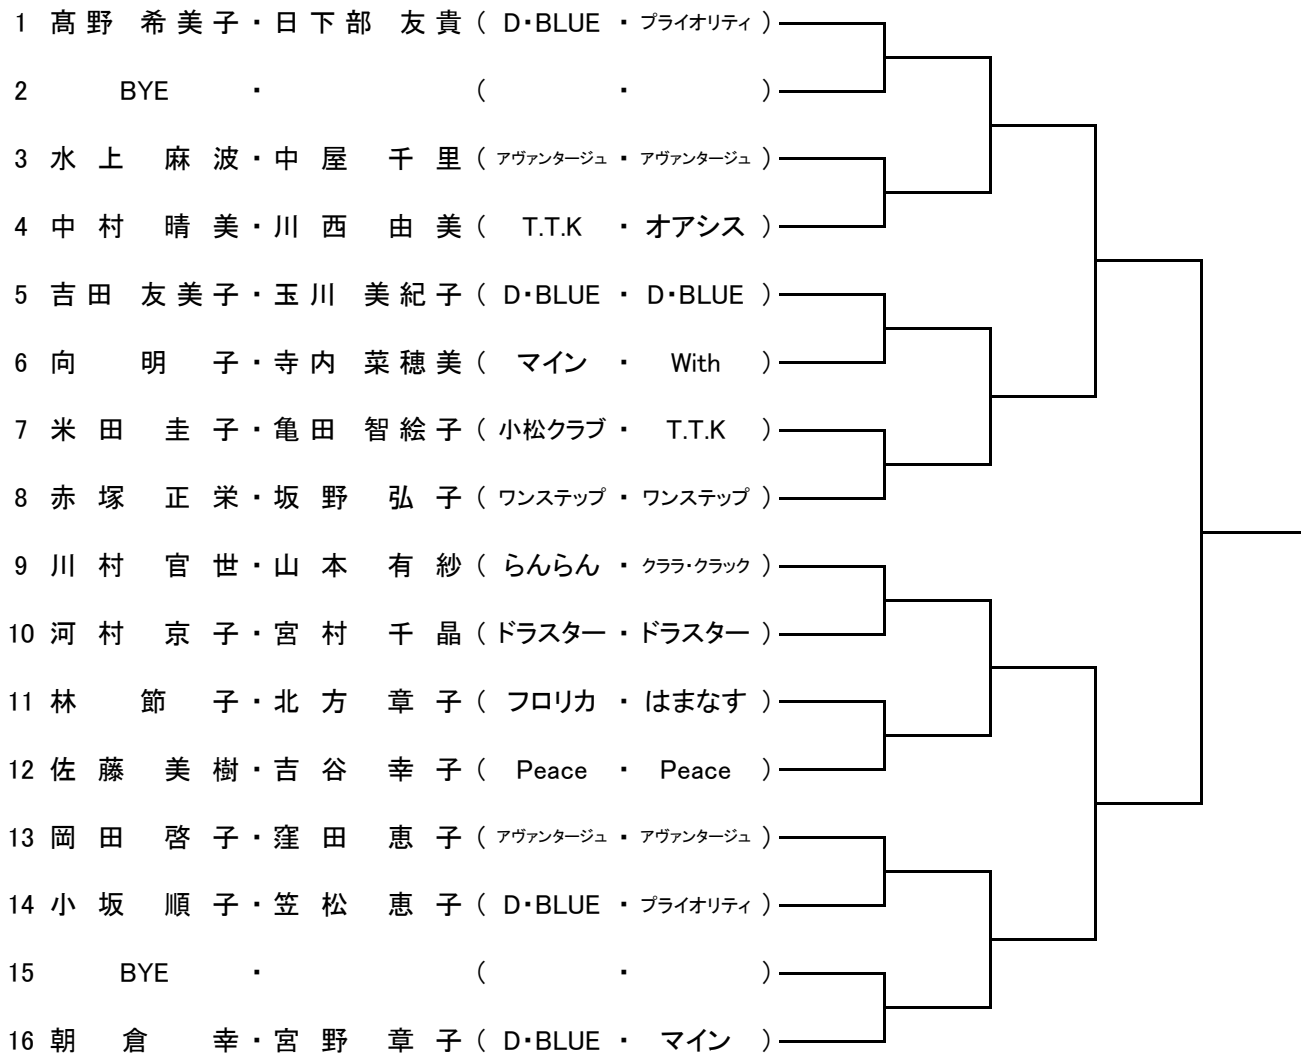 1 髙野 希美子・日下部 友貴 ( D・BLUE ・ プライオリティ )
2 BYE ・ ( ・ )
3 水上 麻波・中屋 千里 ( アヴァンタージュ ・ アヴァンタージュ )
4 中村 晴美・川西 由美 ( T.T.K ・ オアシス )
5 吉田 友美子・玉川 美紀子 ( D・BLUE ・ D・BLUE )
6 向 明子・寺内 菜穂美 ( マイン ・ With )
7 米田 圭子・亀田 智絵子 ( 小松クラブ ・ T.T.K )
8 赤塚 正栄・坂野 弘子 ( ワンステップ ・ ワンステップ )
9 川村 官世・山本 有紗 ( らんらん ・ クララ・クラック )
10 河村 京子・宮村 千晶 ( ドラスター ・ ドラスター )
11 林 節子・北方 章子 ( フロリカ ・ はまなす )
12 佐藤 美樹・吉谷 幸子 ( Peace ・ Peace )
13 岡田 啓子・窪田 恵子 ( アヴァンタージュ ・ アヴァンタージュ )
14 小坂 順子・笠松 恵子 ( D・BLUE ・ プライオリティ )
15 BYE ・ ( ・ )
16 朝倉 幸・宮野 章子 ( D・BLUE ・ マイン )